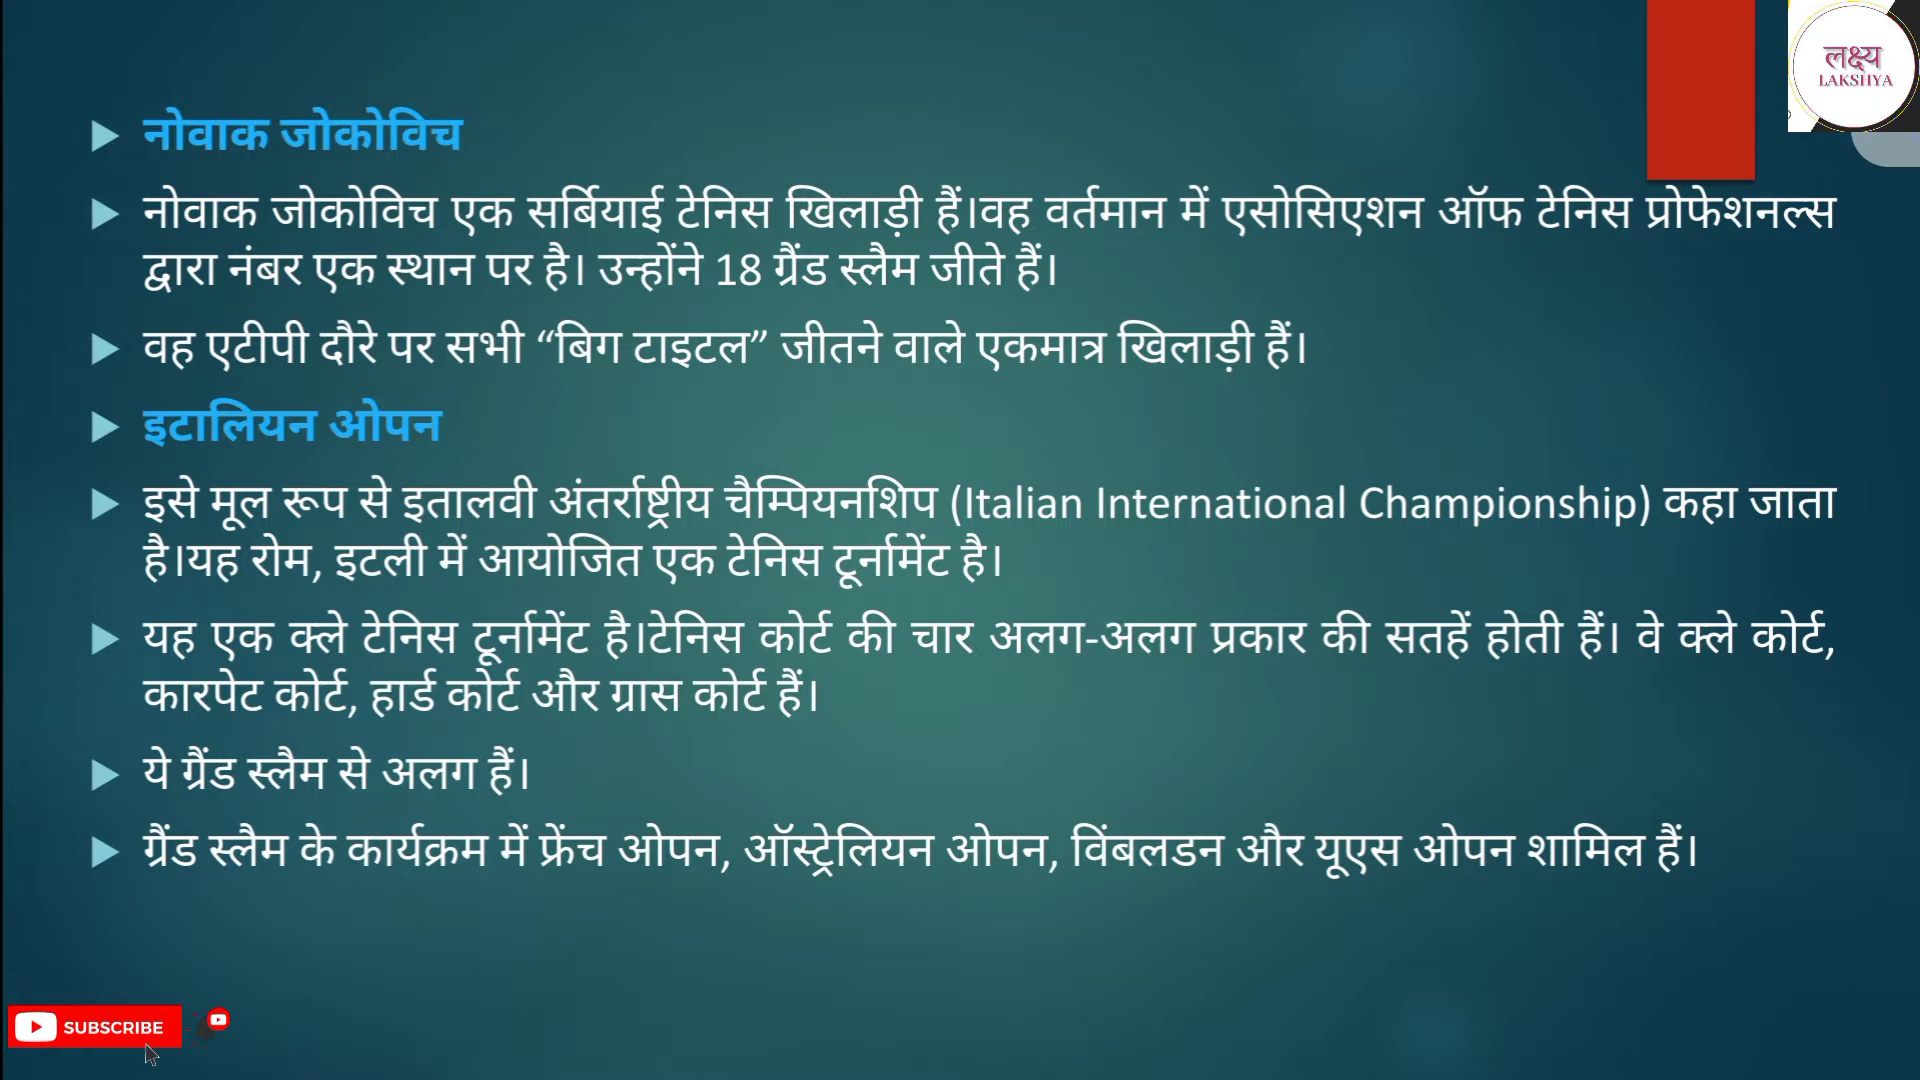 लक्ष्य
LAKSHYA
नोवाक जोकोविच
नोवाक जोकोविच एक सर्बियाई टेनिस खिलाड़ी हैं।वह वर्तमान में एसोसिएशन ऑफ टेनिस प्रोफेशनल्स
द्वारा नंबर एक स्थान पर है। उन्होंने 18 ग्रैंड स्लैम जीते हैं।
वह एटीपी दौरे पर सभी “बिग टाइटल” जीतने वाले एकमात्र खिलाड़ी हैं।
इटालियन ओपन
इसे मूल रूप से इतालवी अंतर्राष्ट्रीय चैम्पियनशिप (Italian International Championship) कहा जाता
है।यह रोम, इटली में आयोजित एक टेनिस टूर्नामेंट है।
यह एक क्ले टेनिस टूर्नामेंट है।टेनिस कोर्ट की चार अलग-अलग प्रकार की सतहें होती हैं। वे क्ले कोर्ट,
कारपेट कोर्ट, हार्ड कोर्ट और ग्रास कोर्ट हैं।
ये ग्रैंड स्लैम से अलग हैं।
ग्रैंड स्लैम के कार्यक्रम में फ्रेंच ओपन, ऑस्ट्रेलियन ओपन, विंबलडन और यूएस ओपन शामिल हैं।
SUBSCRIBE